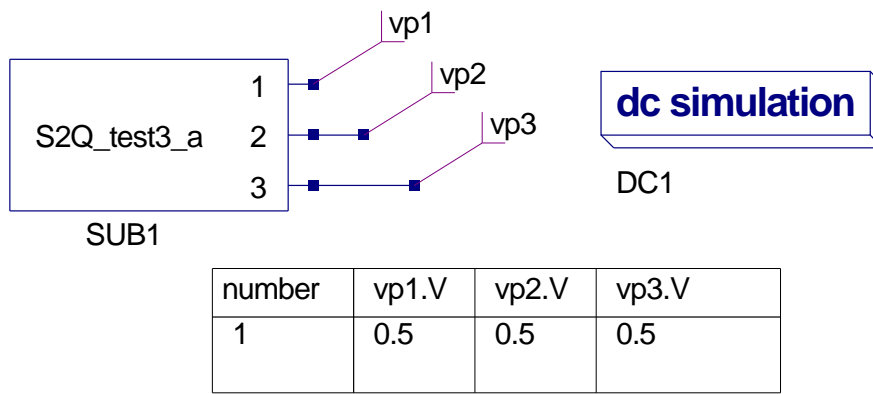 vp1
vp2
vp3
1
S2Q_test3_a 2
3
SUB1
dc simulation
DC1
number vp1.V vp2.V vp3.V
1 0.5 0.5 0.5